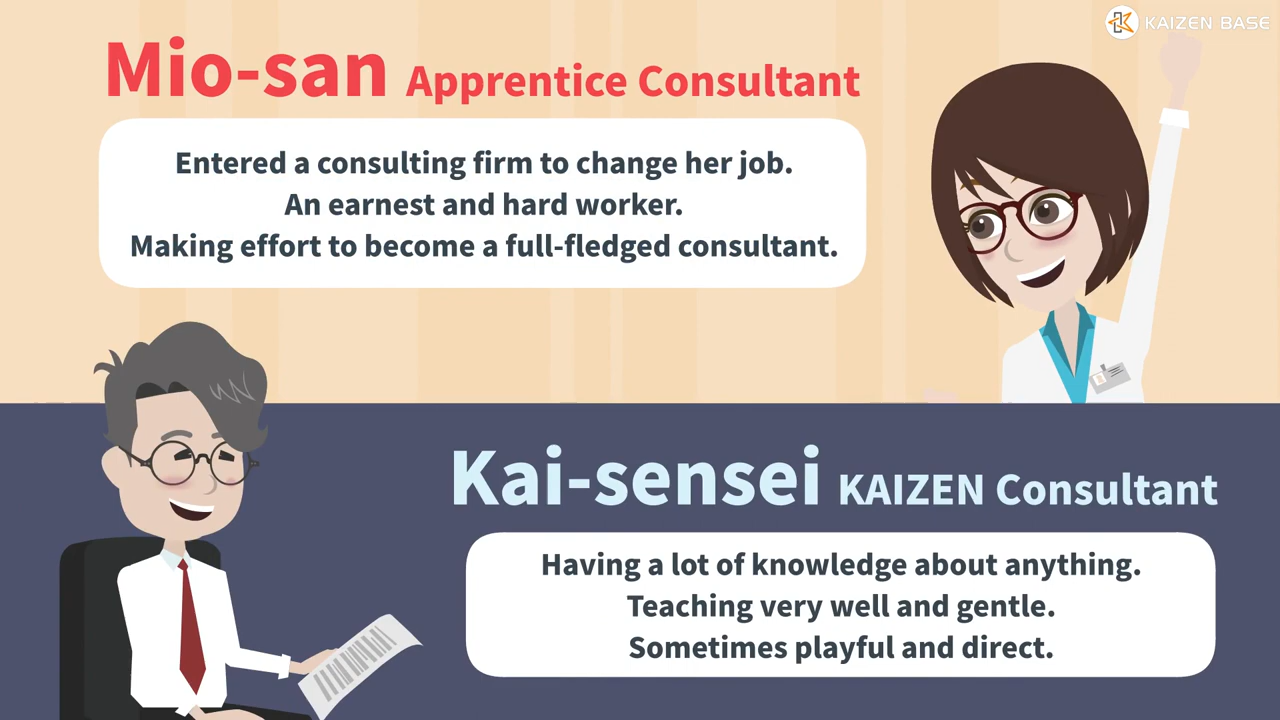 KAIZEN BASE
Mio-san Apprentice Consultant
Entered a consulting firm to change her job.
An earnest and hard worker.
Making effort to become a full-fledged consultant.
Kai-sensei KAIZEN Consultant
Having a lot of knowledge about anything.
Teaching very well and gentle.
Sometimes playful and direct.